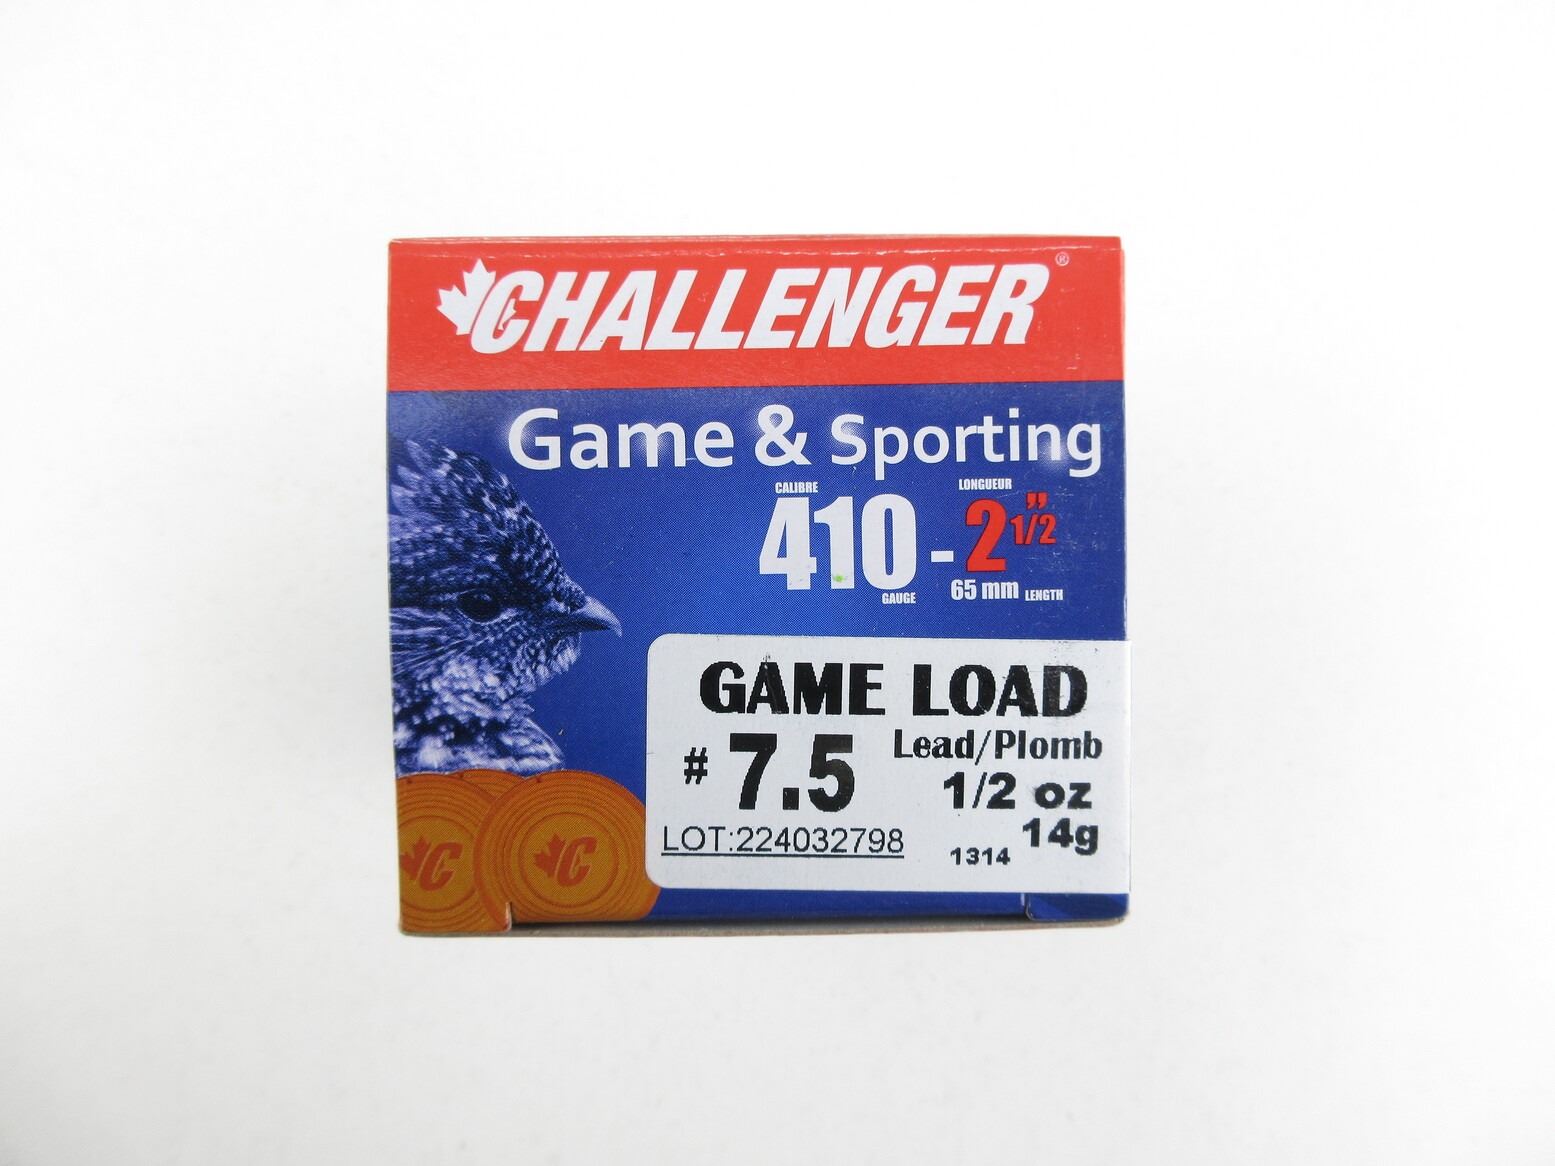 CHALLENGER®
Game & Sporting
CALIBRE LONGUEUR
410 - 2 1/2”
GAUGE 65 mm LENGTH
GAME LOAD
# 7.5 Lead/Plomb
1/2 oz
LOT:224032798 1314 14g
C C